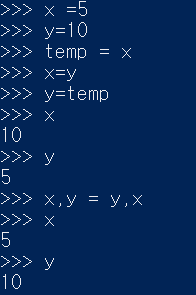 >>> x =5
>>> y=10
>>> temp = x
>>> x=y
>>> y=temp
>>> x
10
>>> y
5
>>> x,y = y,x
>>> x
5
>>> y
10